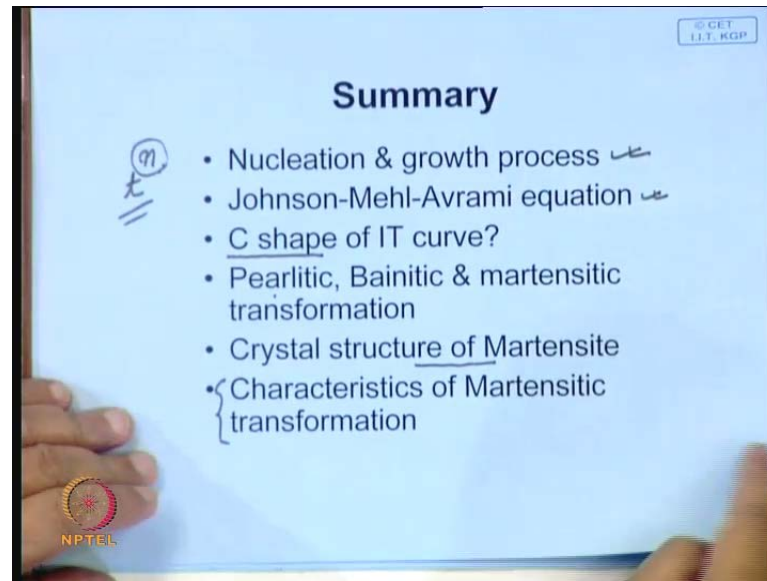 © CET
I.I.T. KGP
Summary
n
t
• Nucleation & growth process
• Johnson-Mehl-Avrami equation
• C shape of IT curve?
• Pearlitic, Bainitic & martensitic
transformation
• Crystal structure of Martensite
• Characteristics of Martensitic
transformation
NPTEL